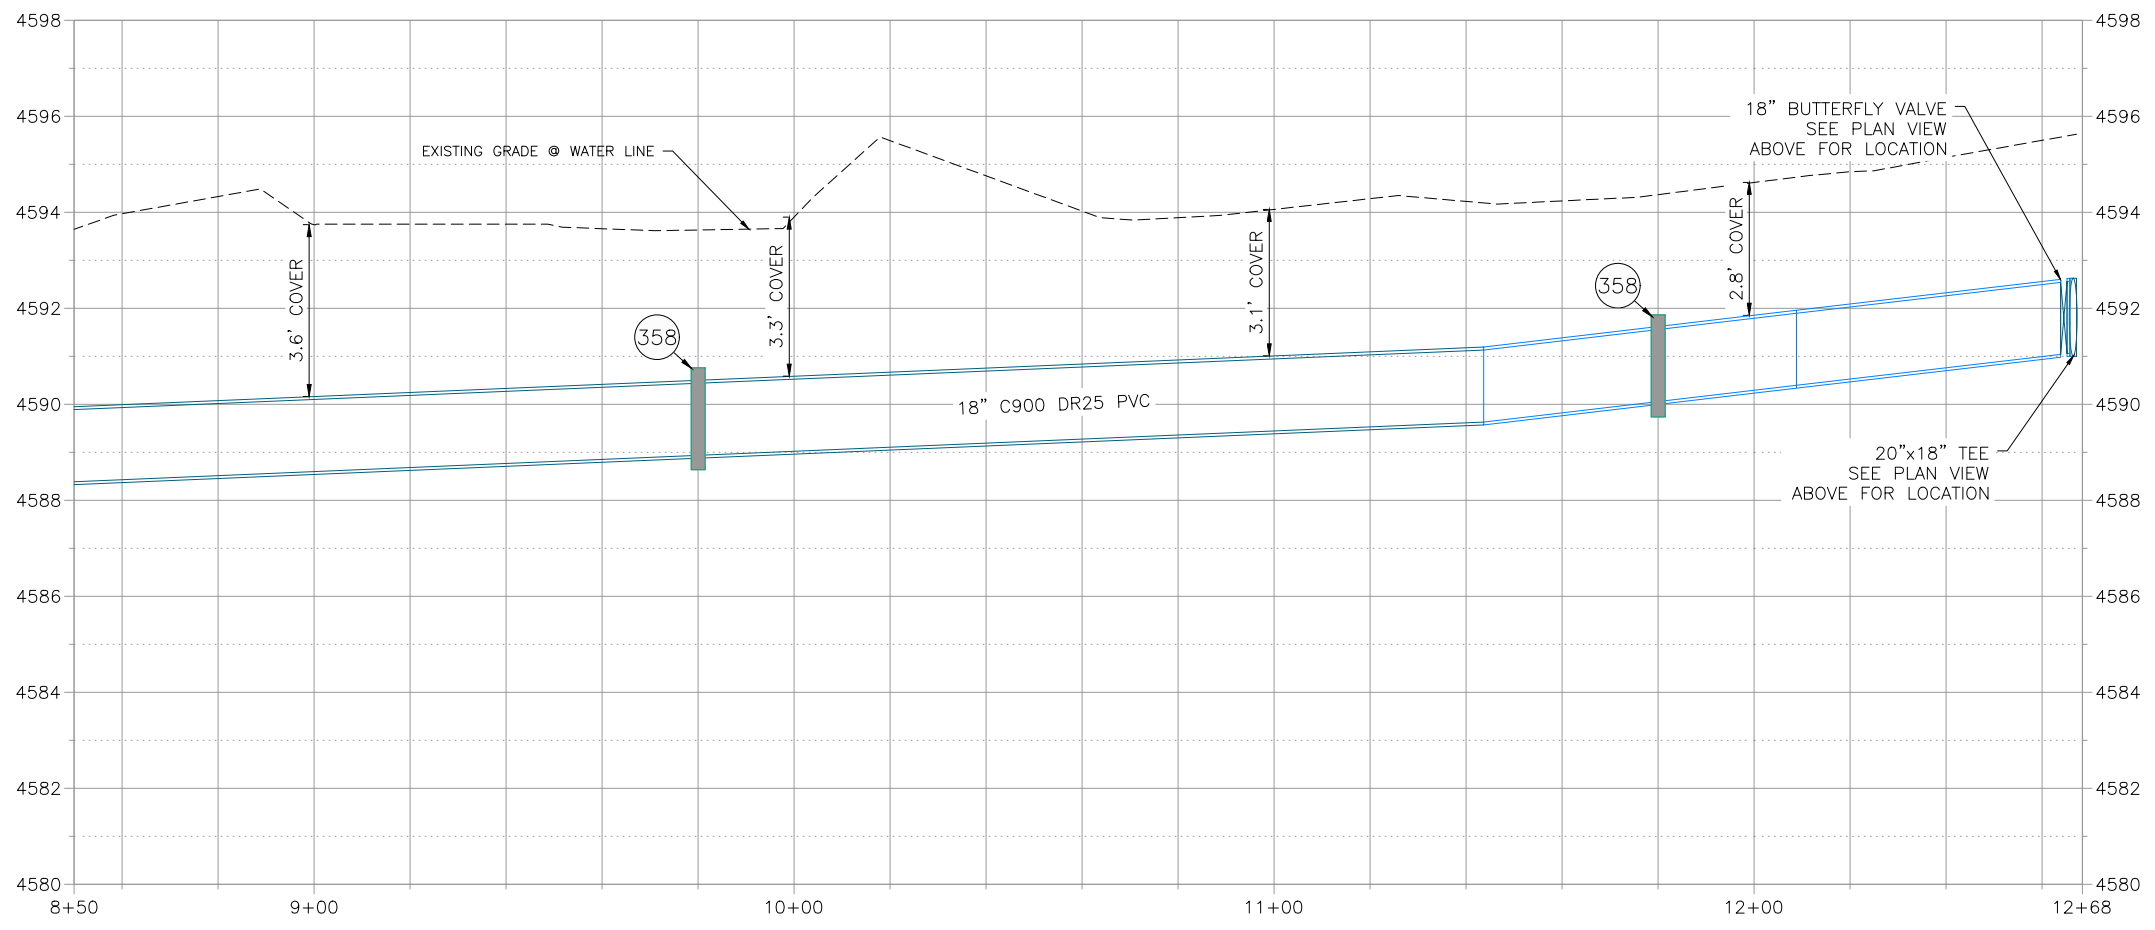 4598
4598
18" BUTTERFLY VALVE
SEE PLAN VIEW
ABOVE FOR LOCATION
4596
4596
EXISTING GRADE @ WATER LINE
4594
4594
3.6' COVER
3.3' COVER
3.1' COVER
2.8' COVER
358
358
4592
4592
4590
18" C900 DR25 PVC
4590
20"x18" TEE
SEE PLAN VIEW
ABOVE FOR LOCATION
4588
4588
4586
4586
4584
4584
4582
4582
4580
4580
8+50
9+00
10+00
11+00
12+00
12+68